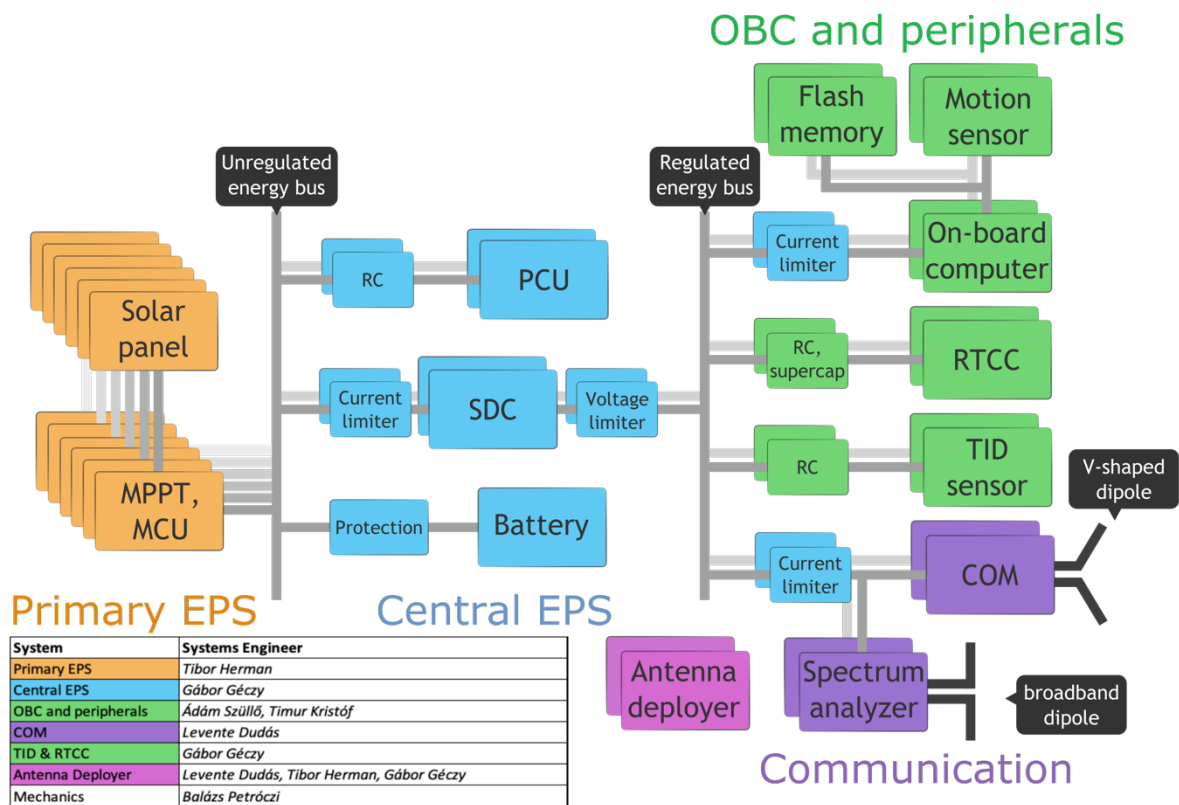 OBC and peripherals
Flash
memory
Motion
sensor
Unregulated
energy bus
Regulated
energy bus
Current
limiter
On-board
computer
RC
PCU
Solar
panel
RC,
supercap
RTCC
Current
limiter
SDC
Voltage
limiter
RC
TID
sensor
V-shaped
dipole
MPPT,
MCU
Protection
Battery
Current
limiter
COM
Primary EPS
Central EPS
Antenna
deployer
Spectrum
analyzer
broadband
dipole
Communication
System Systems Engineer
Primary EPS Tibor Herman
Central EPS Gábor Géczy
OBC and peripherals Ádám Szüllő, Timur Kristóf
COM Levente Dudás
TID & RTCC Gábor Géczy
Antenna Deployer Levente Dudás, Tibor Herman, Gábor Géczy
Mechanics Balázs Petróczi